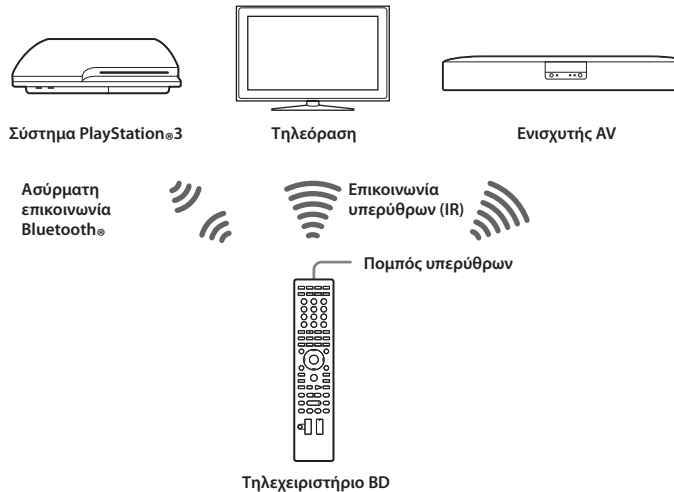 Σύστημα PlayStation®3
Τηλεόραση
Ενισχυτής AV
Ασύρματη
επικοινωνία
Bluetooth®
Επικοινωνία
υπερύθρων (IR)
Πομπός υπερύθρων
Τηλεχειριστήριο BD